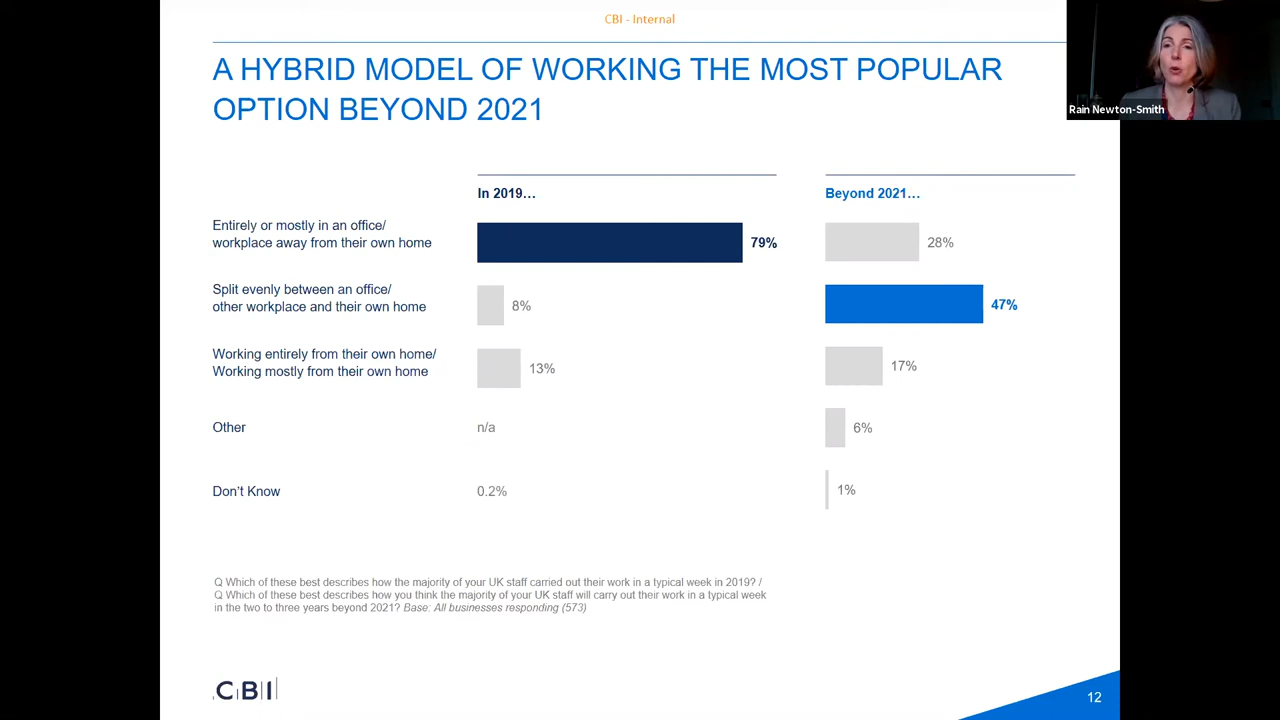 CBI - Internal
A HYBRID MODEL OF WORKING THE MOST POPULAR
OPTION BEYOND 2021
Rain Newton-Smith
In 2019…
Beyond 2021…
Entirely or mostly in an office/
workplace away from their own home
79%
28%
Split evenly between an office/
other workplace and their own home
8%
47%
Working entirely from their own home/
Working mostly from their own home
13%
17%
Other
n/a
6%
Don’t Know
0.2%
1%
Q Which of these best describes how the majority of your UK staff carried out their work in a typical week in 2019? /
Q Which of these best describes how you think the majority of your UK staff will carry out their work in a typical week
in the two to three years beyond 2021? Base: All businesses responding (573)
CBI
12